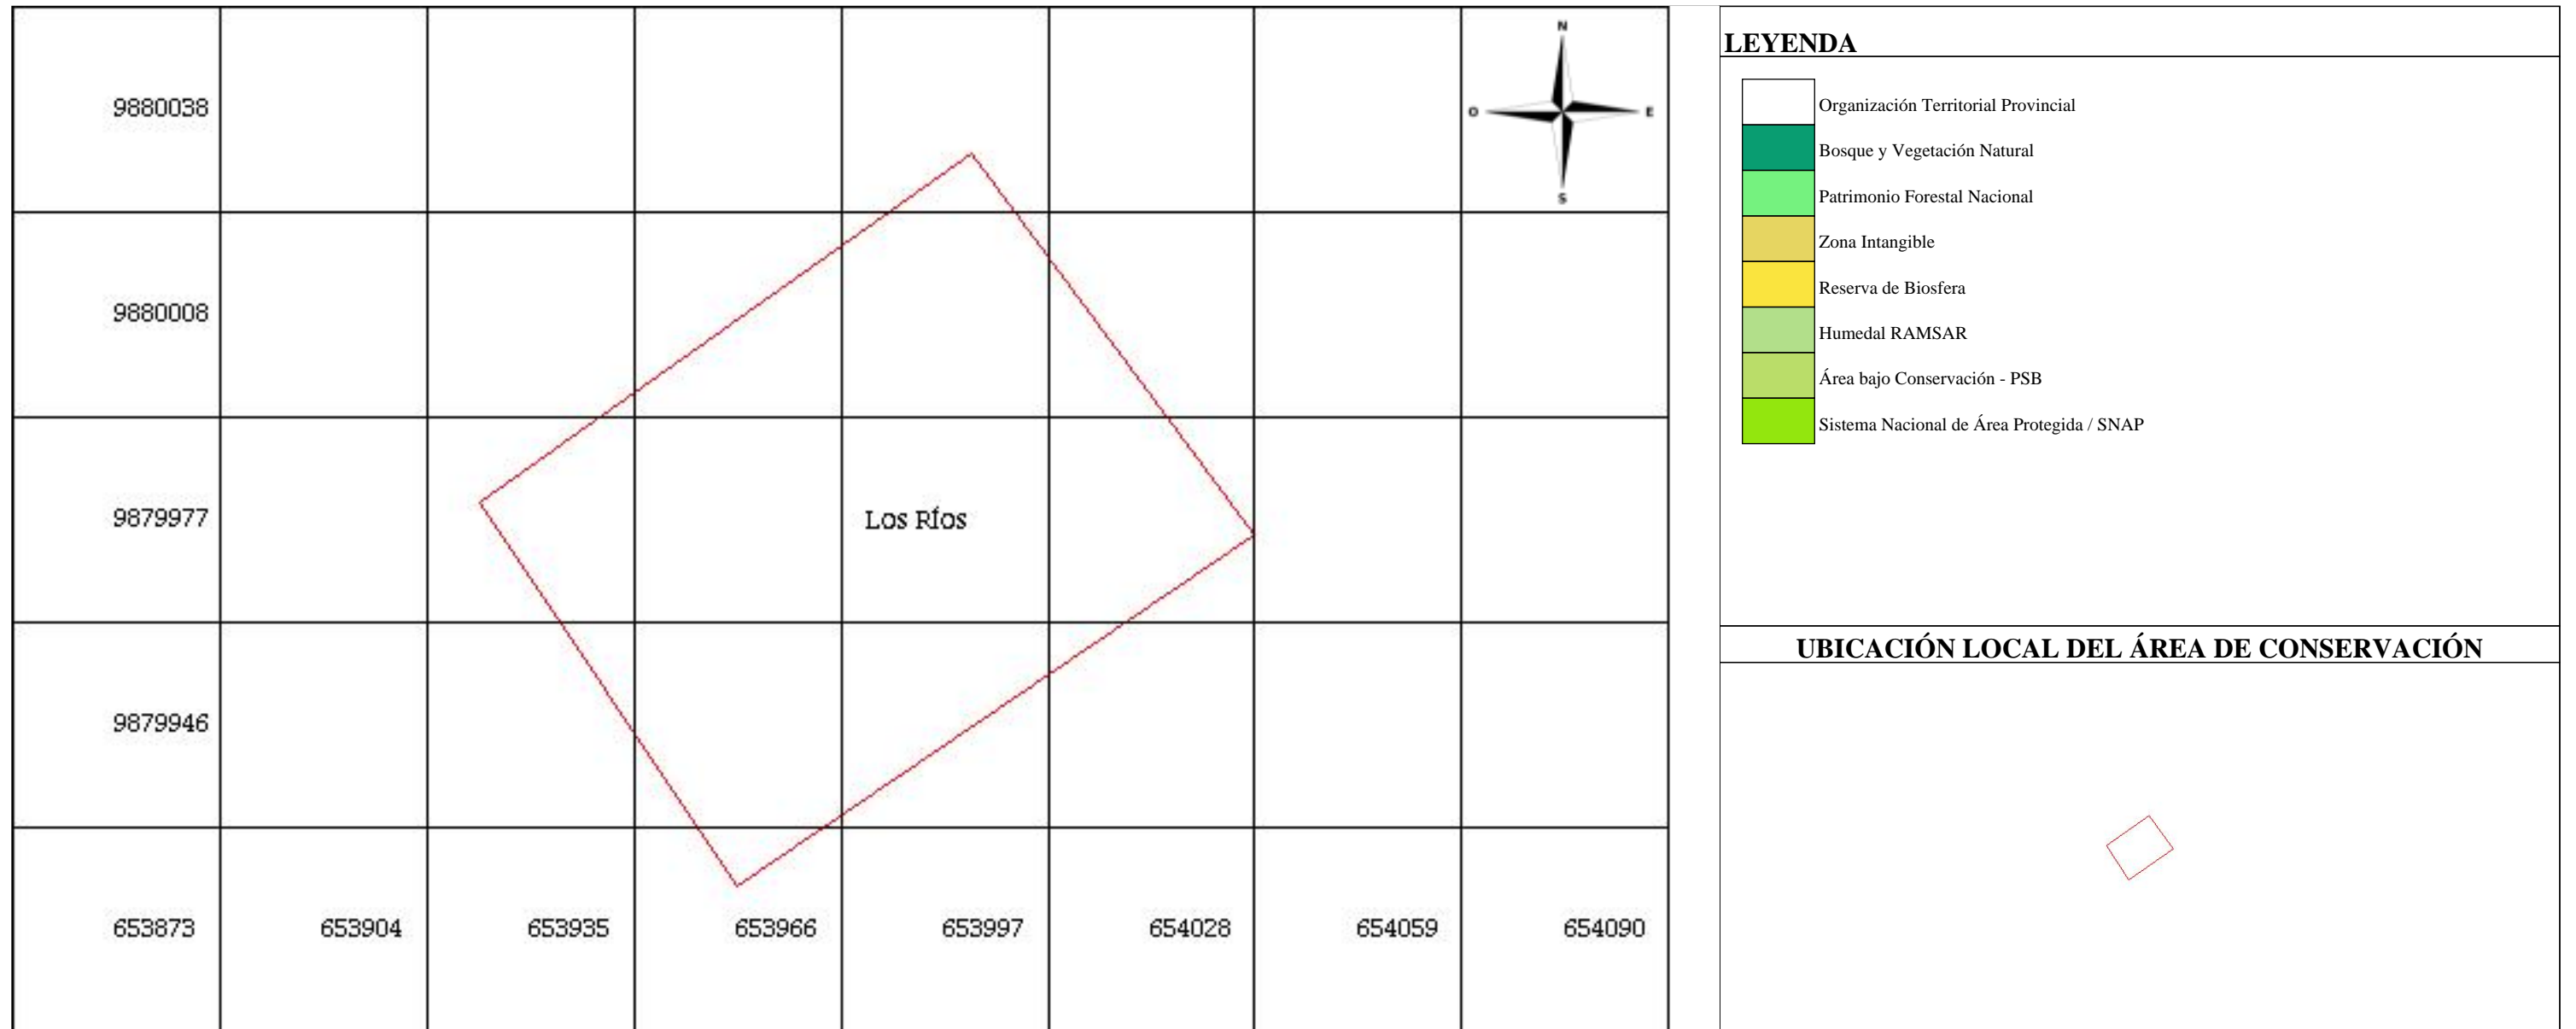 N
O
E
S
9880038
9880008
9879977
LOS RÍOS
9879946
653873
653904
653935
653966
653997
654028
654059
654090
LEYENDA
Organización Territorial Provincial
Bosque y Vegetación Natural
Patrimonio Forestal Nacional
Zona Intangible
Reserva de Biosfera
Humedal RAMSAR
Área bajo Conservación - PSB
Sistema Nacional de Área Protegida / SNAP
UBICACIÓN LOCAL DEL ÁREA DE CONSERVACIÓN